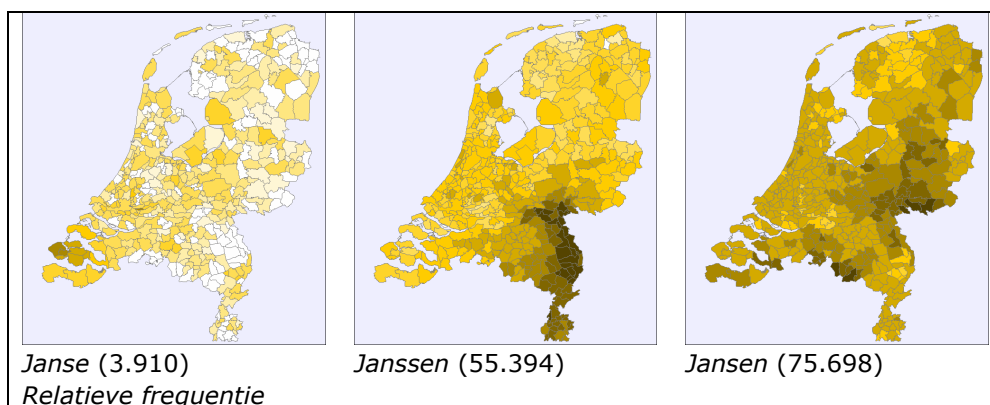 Janse (3.910)
Janssen (55.394)
Jansen (75.698)
Relatieve frequentie